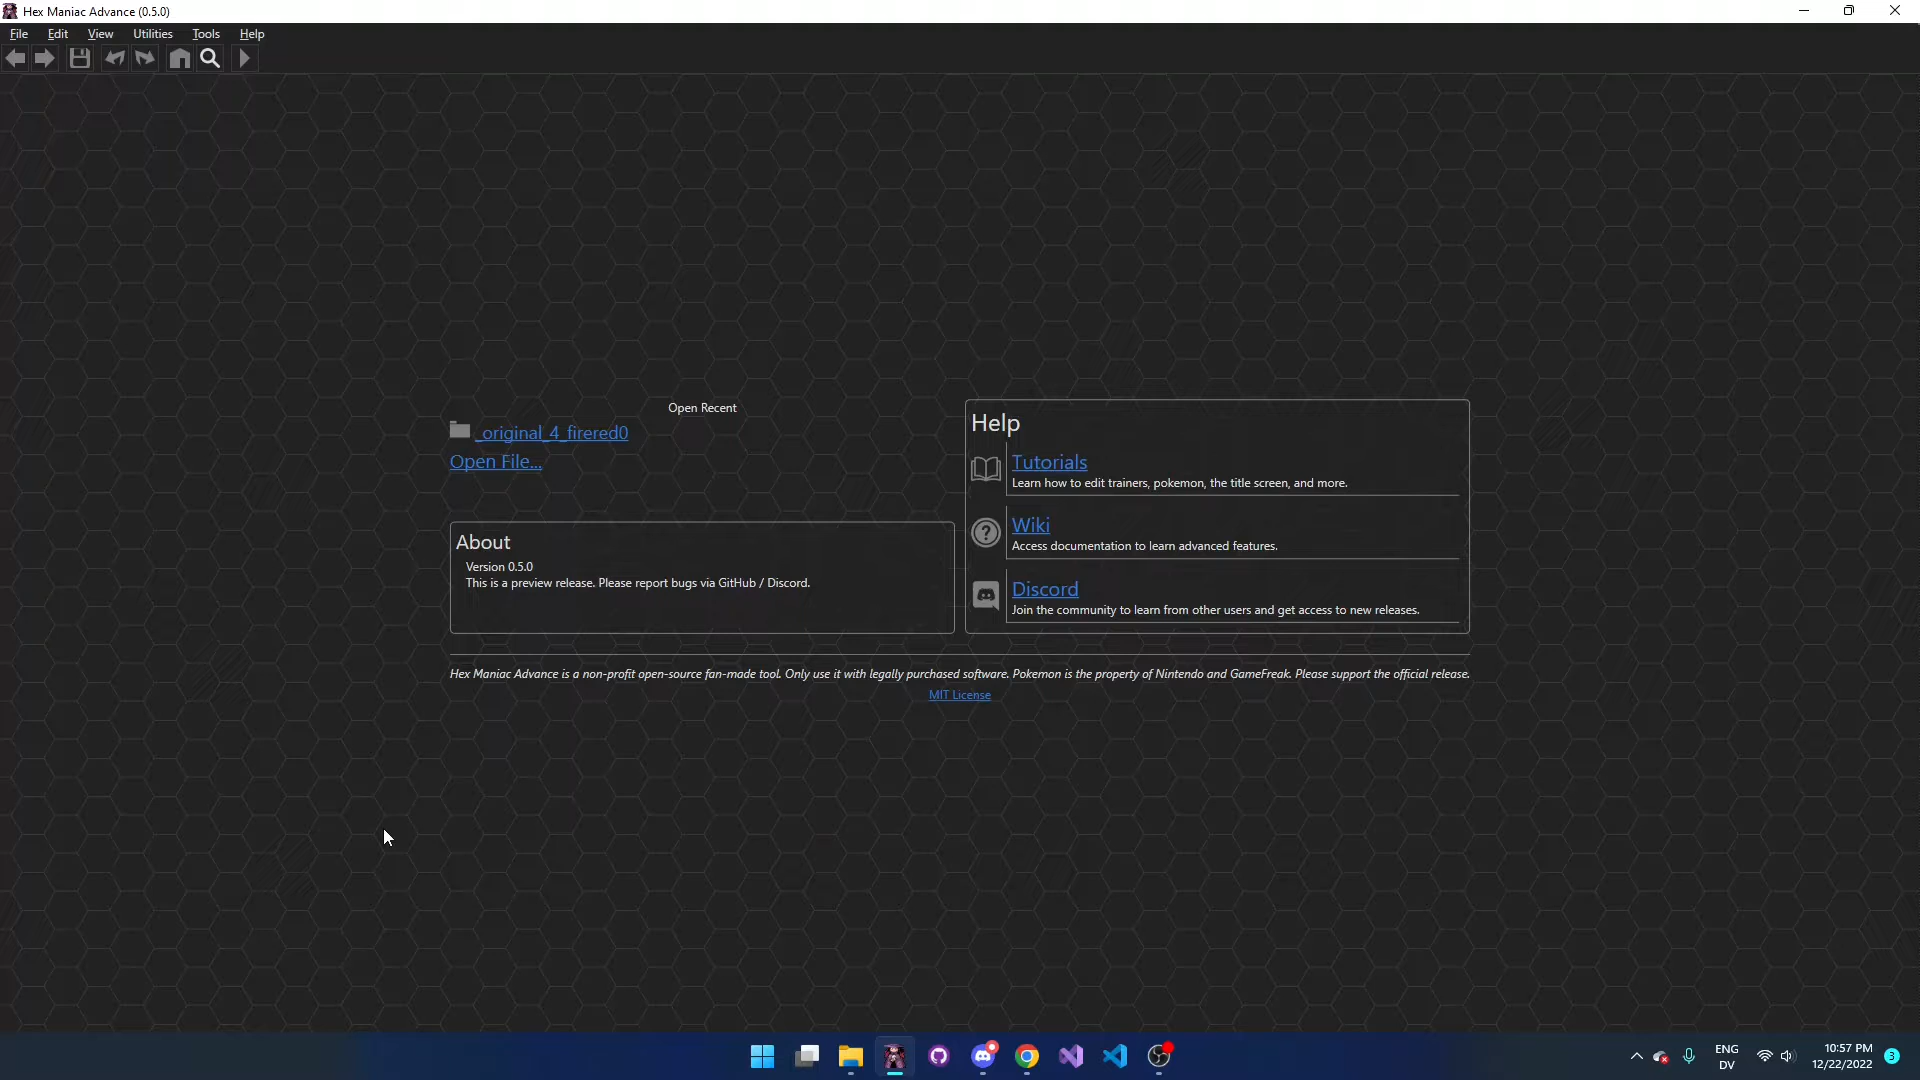 Hex Maniac Advance (0.5.0)
File Edit View Utilities Tools Help
Open Recent
_original_4_firered0
Open File...
About
Version 0.5.0
This is a preview release. Please report bugs via GitHub / Discord.
Help
Tutorials
Learn how to edit trainers, pokemon, the title screen, and more.
Wiki
Access documentation to learn advanced features.
Discord
Join the community to learn from other users and get access to new releases.
Hex Maniac Advance is a non-profit open-source fan-made tool. Only use it with legally purchased software. Pokemon is the property of Nintendo and GameFreak. Please support the official release.
MIT License
ENG
DV
10:57 PM
12/22/2022
3